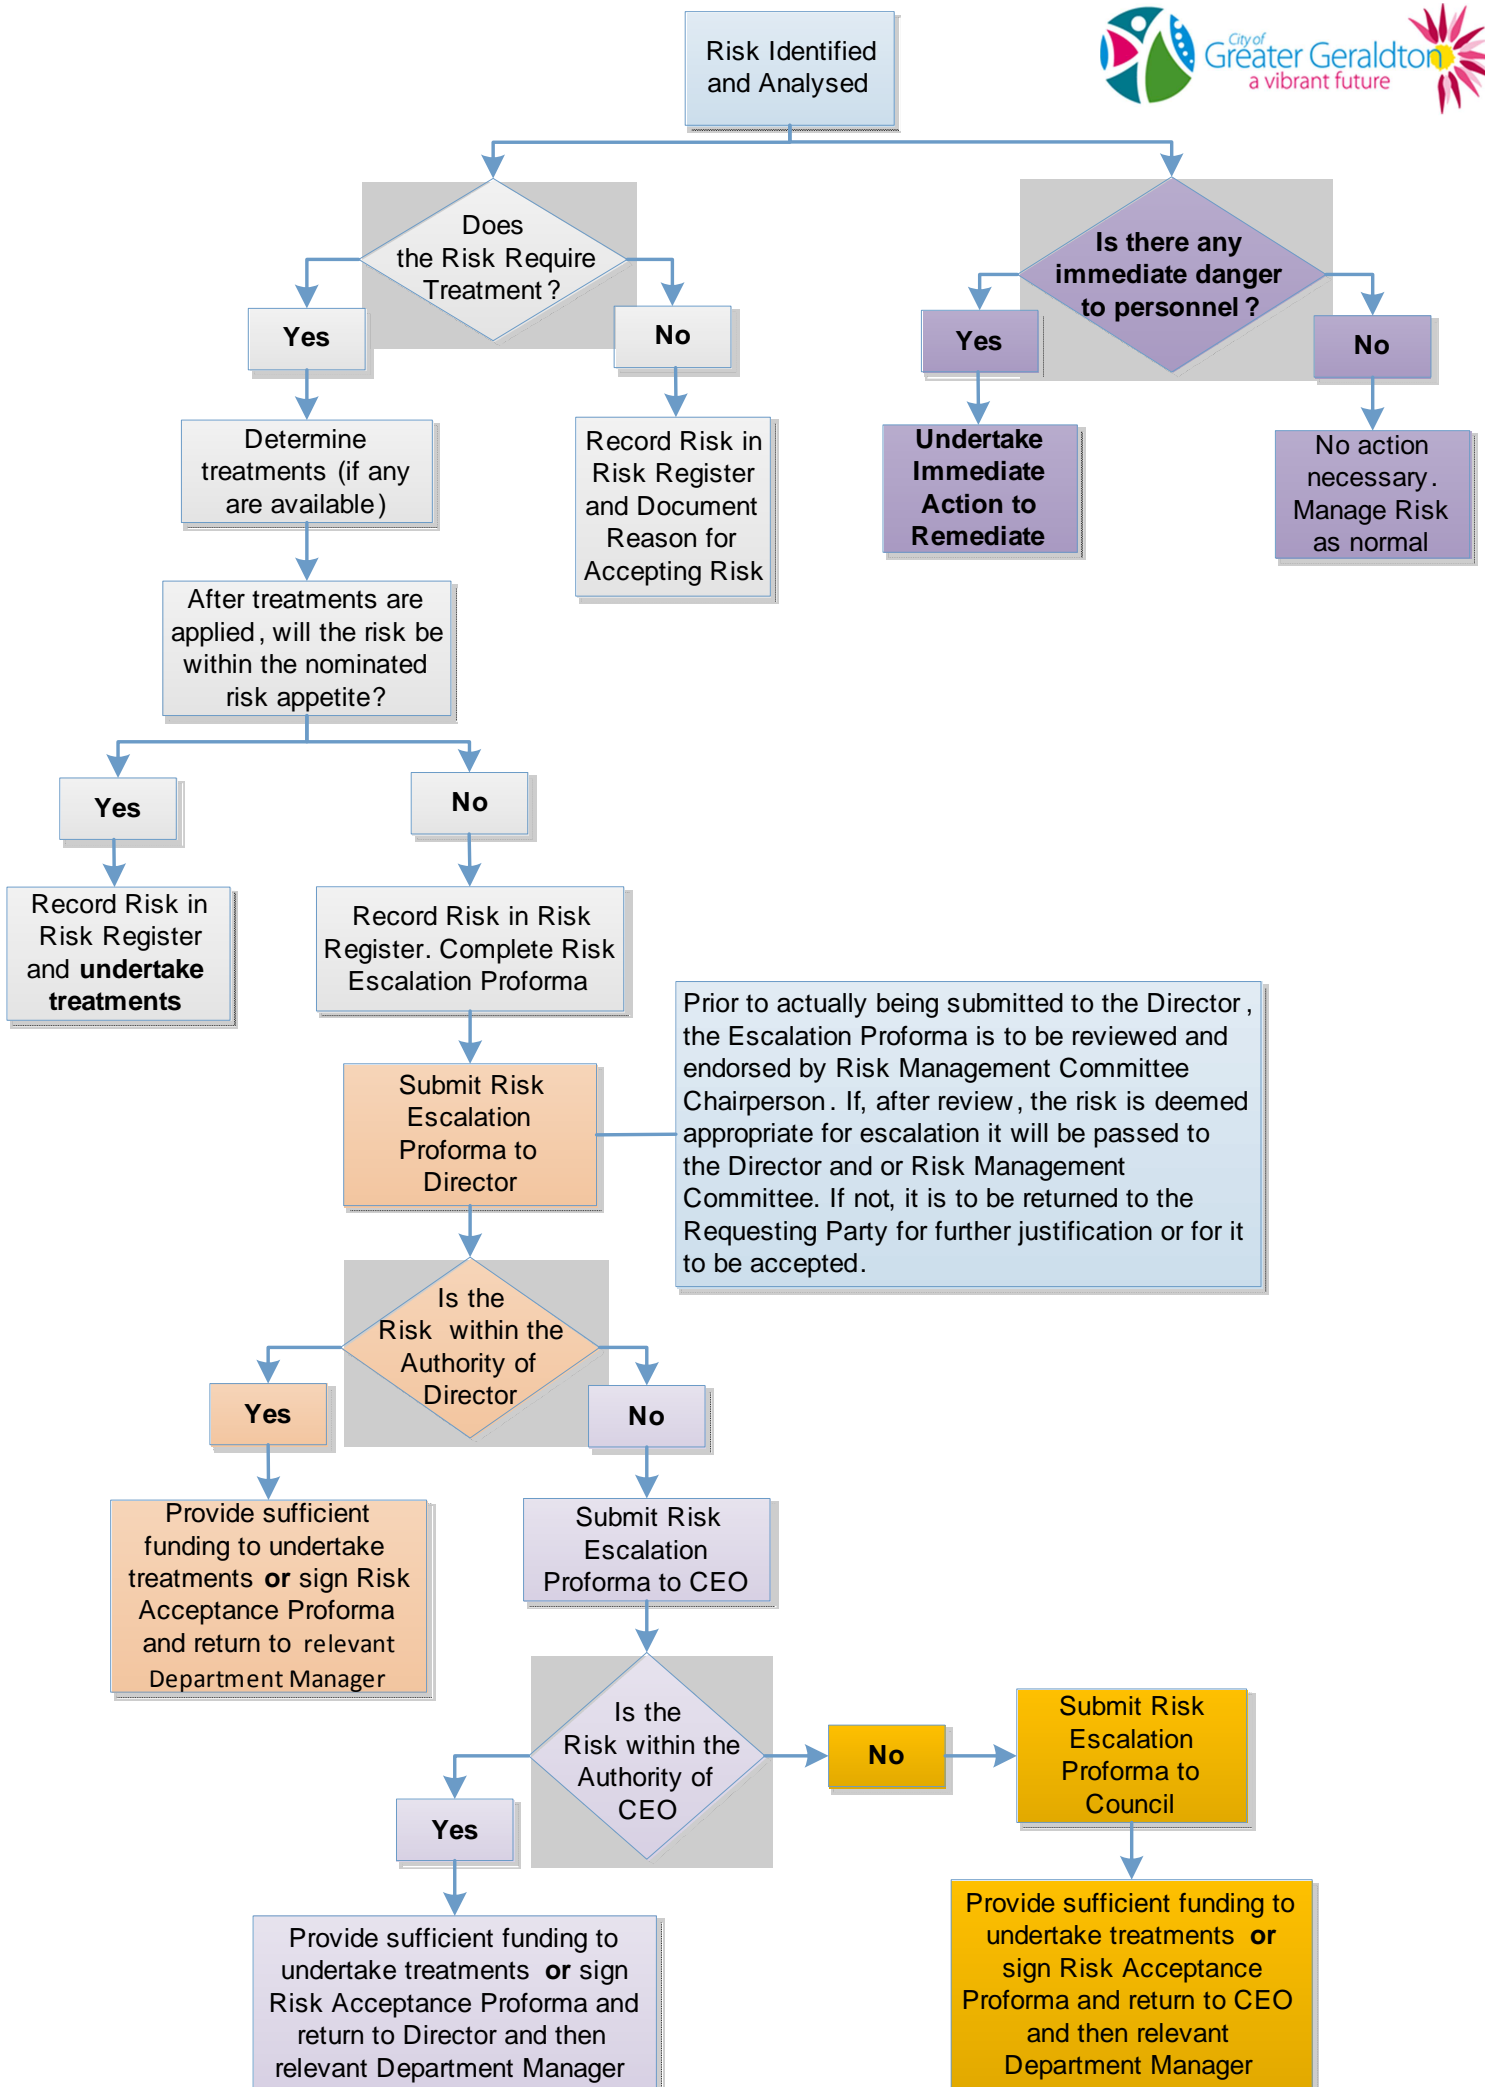 Risk Identified
and Analysed
City of
Greater Geraldton
a vibrant future
Does
the Risk Require
Treatment?
Yes
No
Is there any
immediate danger
to personnel?
Yes
No
Determine
treatments (if any
are available)
Record Risk in
Risk Register
and Document
Reason for
Accepting Risk
Undertake
Immediate
Action to
Remediate
No action
necessary.
Manage Risk
as normal
After treatments are
applied, will the risk be
within the nominated
risk appetite?
Yes
No
Record Risk in
Risk Register
and undertake
treatments
Record Risk in Risk
Register. Complete Risk
Escalation Proforma
Submit Risk
Escalation
Proforma to
Director
Prior to actually being submitted to the Director,
the Escalation Proforma is to be reviewed and
endorsed by Risk Management Committee
Chairperson. If, after review, the risk is deemed
appropriate for escalation it will be passed to
the Director and or Risk Management
Committee. If not, it is to be returned to the
Requesting Party for further justification or for it
to be accepted.
Is the
Risk within the
Authority of
Director
Yes
No
Provide sufficient
funding to undertake
treatments or sign Risk
Acceptance Proforma
and return to relevant
Department Manager
Submit Risk
Escalation
Proforma to CEO
Is the
Risk within the
Authority of
CEO
Yes
No
Submit Risk
Escalation
Proforma to
Council
Provide sufficient funding to
undertake treatments or sign
Risk Acceptance Proforma and
return to Director and then
relevant Department Manager
Provide sufficient funding to
undertake treatments or
sign Risk Acceptance
Proforma and return to CEO
and then relevant
Department Manager